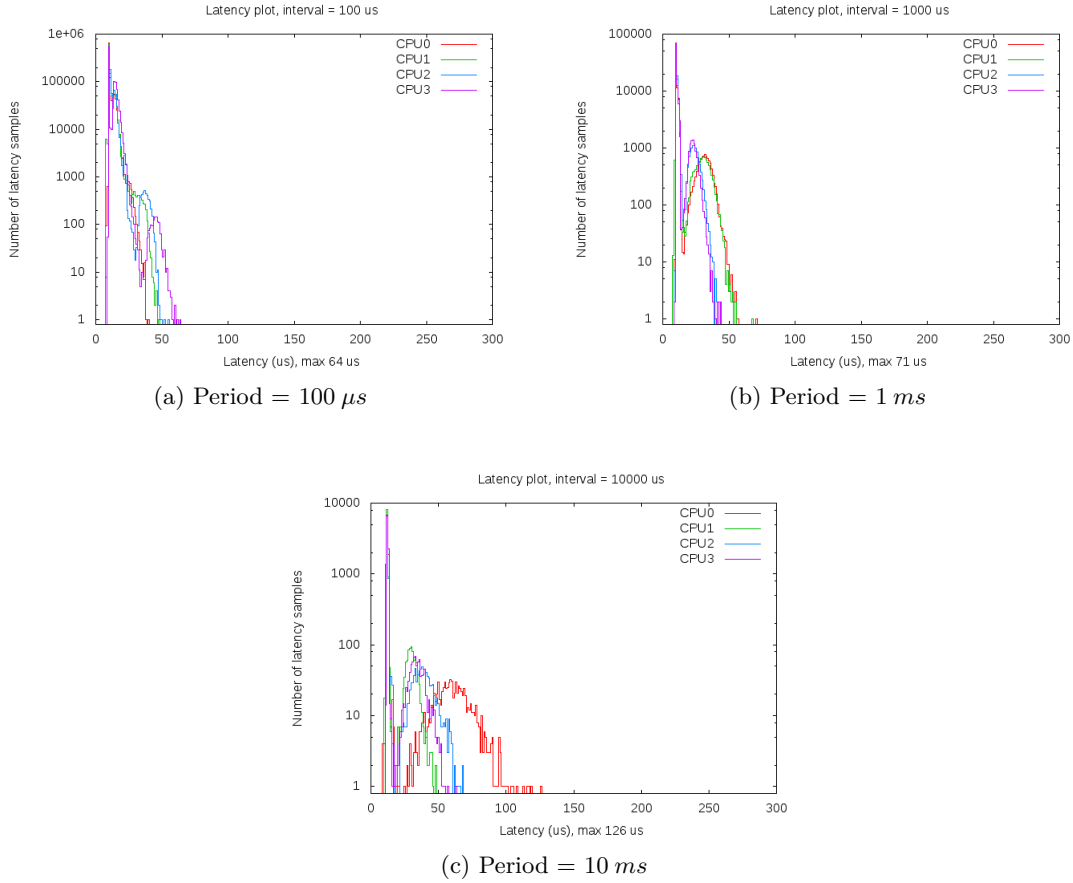 Latency plot, interval = 100 us
1e+06
100000
10000
1000
100
10
1
Number of latency samples
CPU0
CPU1
CPU2
CPU3
0 50 100 150 200 250 300
Latency (us), max 64 us
(a) Period = 100 μs
Latency plot, interval = 1000 us
100000
10000
1000
100
10
1
Number of latency samples
CPU0
CPU1
CPU2
CPU3
0 50 100 150 200 250 300
Latency (us), max 71 us
(b) Period = 1 ms
Latency plot, interval = 10000 us
10000
1000
100
10
1
Number of latency samples
CPU0
CPU1
CPU2
CPU3
0 50 100 150 200 250 300
Latency (us), max 126 us
(c) Period = 10 ms